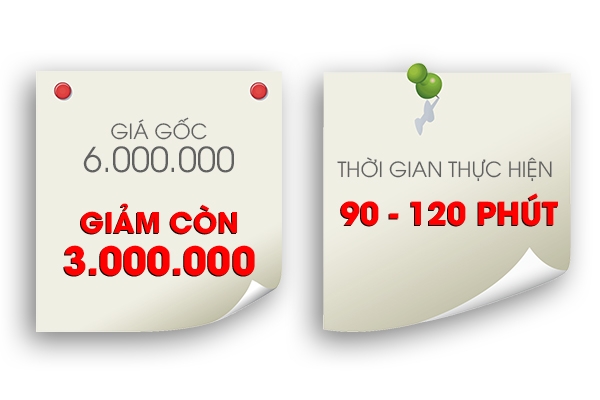 GIÁ GỐC
6.000.000
GIẢM CÒN
3.000.000
THỜI GIAN THỰC HIỆN
90 - 120 PHÚT